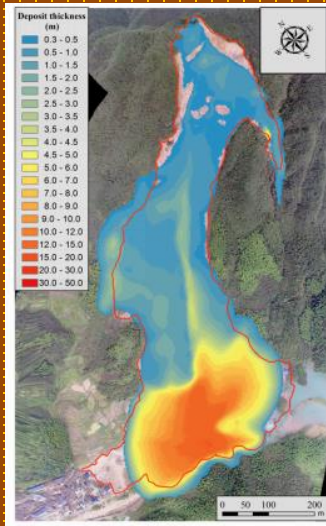 Deposit thickness
(m)
0.3 - 0.5
0.5 - 1.0
1.0 - 1.5
1.5 - 2.0
2.0 - 2.5
2.5 - 3.0
3.0 - 3.5
3.5 - 4.0
4.0 - 4.5
4.5 - 5.0
5.0 - 6.0
6.0 - 7.0
7.0 - 8.0
8.0 - 9.0
9.0 - 10.0
10.0 - 12.0
12.0 - 15.0
15.0 - 20.0
20.0 - 30.0
30.0 - 50.0
N
E
S
W
0 50 100 200
m